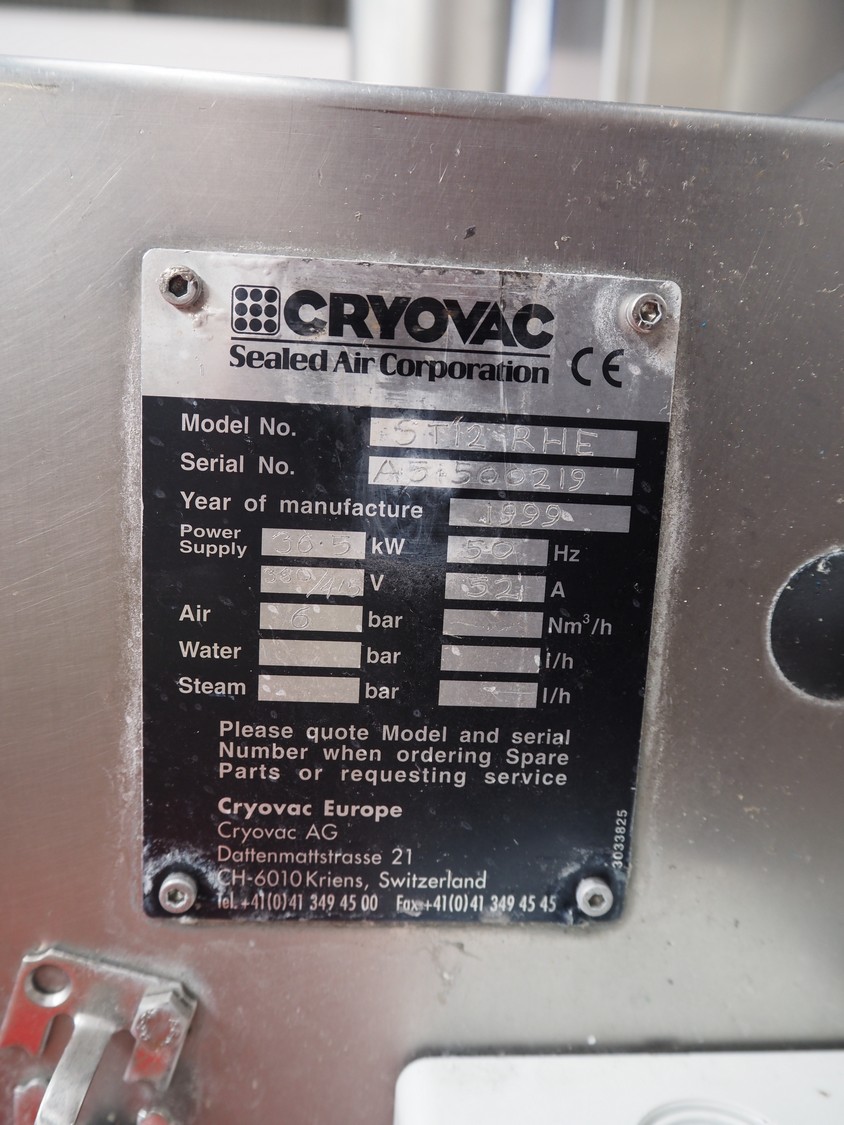 CRYOVAC
Sealed Air Corporation CE
Model No. ST12 RHE
Serial No.
Year of manufacture 1999
Power Supply 36.5 kW 50 Hz
V 52 A
Air 6 bar Nm³/h
Water bar l/h
Steam bar l/h
Please quote Model and serial
Number when ordering Spare
Parts or requesting service
Cryovac Europe
Cryovac AG
Dattenmattstrasse 21
CH-6010 Kriens, Switzerland
Tel. +41(0)41 349 45 00 Fax +41(0)41 349 45 45
3033825